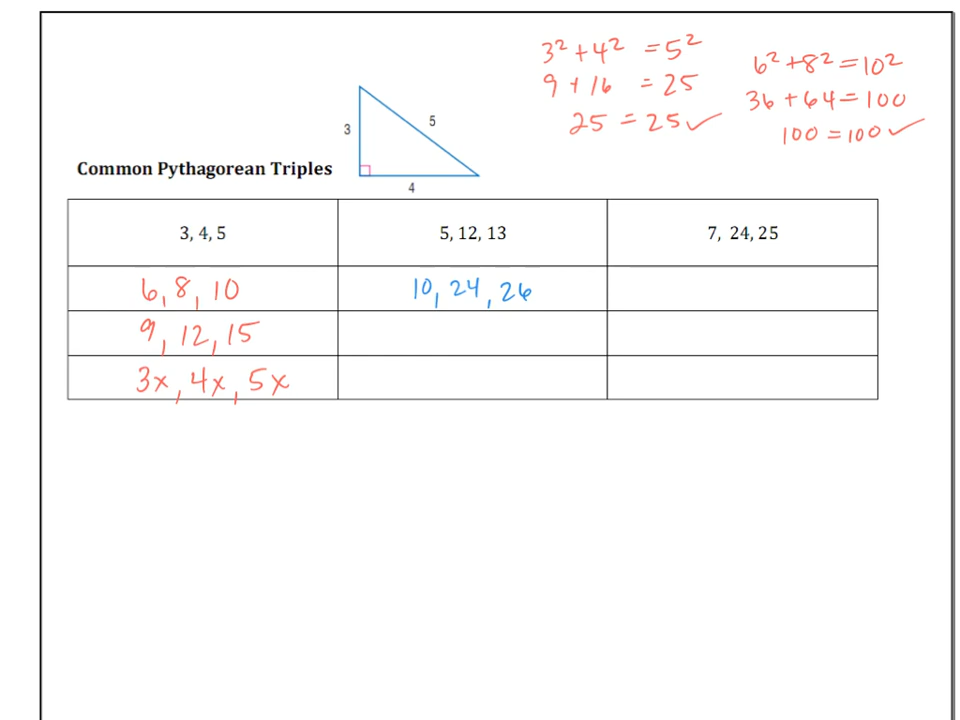 3² + 4² = 5²
9 + 16 = 25
25 = 25 ✓
6² + 8² = 10²
36 + 64 = 100
100 = 100 ✓
3
5
4
Common Pythagorean Triples
3, 4, 5
5, 12, 13
7, 24, 25
6, 8, 10
10, 24, 26
9, 12, 15
3x, 4x, 5x